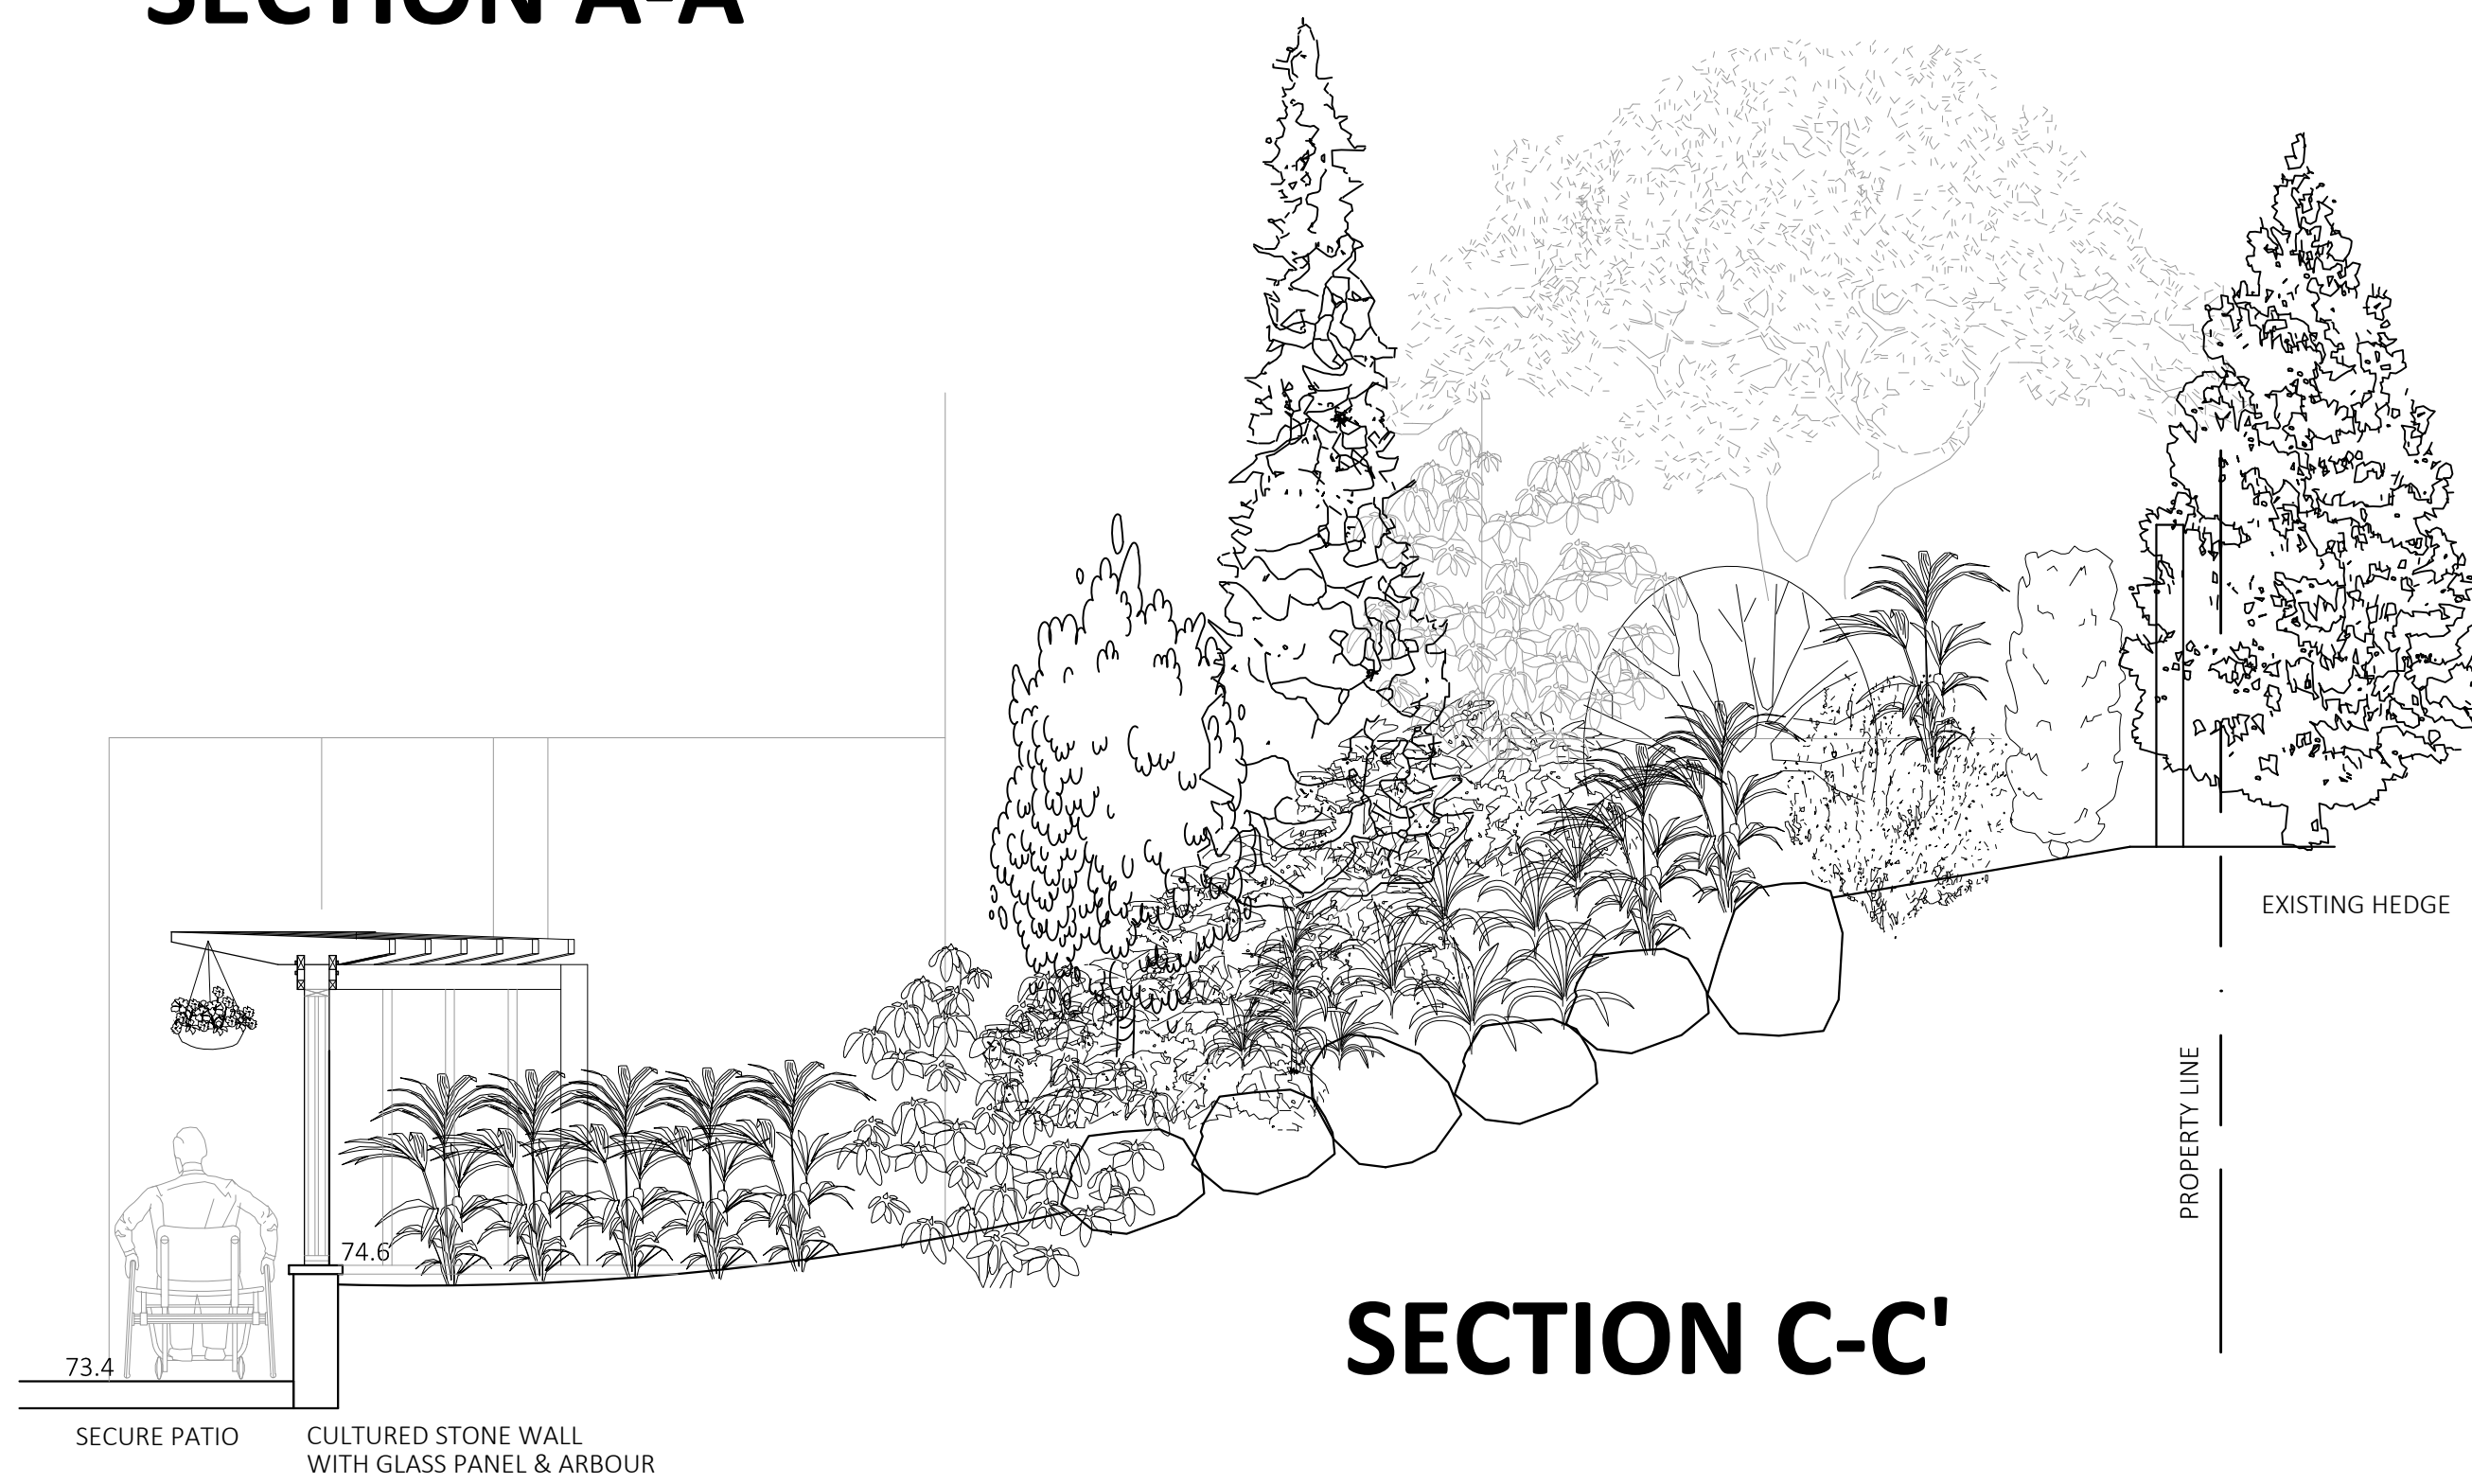 SECTION A-A'
EXISTING HEDGE
PROPERTY LINE
74.6
73.4
SECTION C-C'
SECURE PATIO
CULTURED STONE WALL
WITH GLASS PANEL & ARBOUR